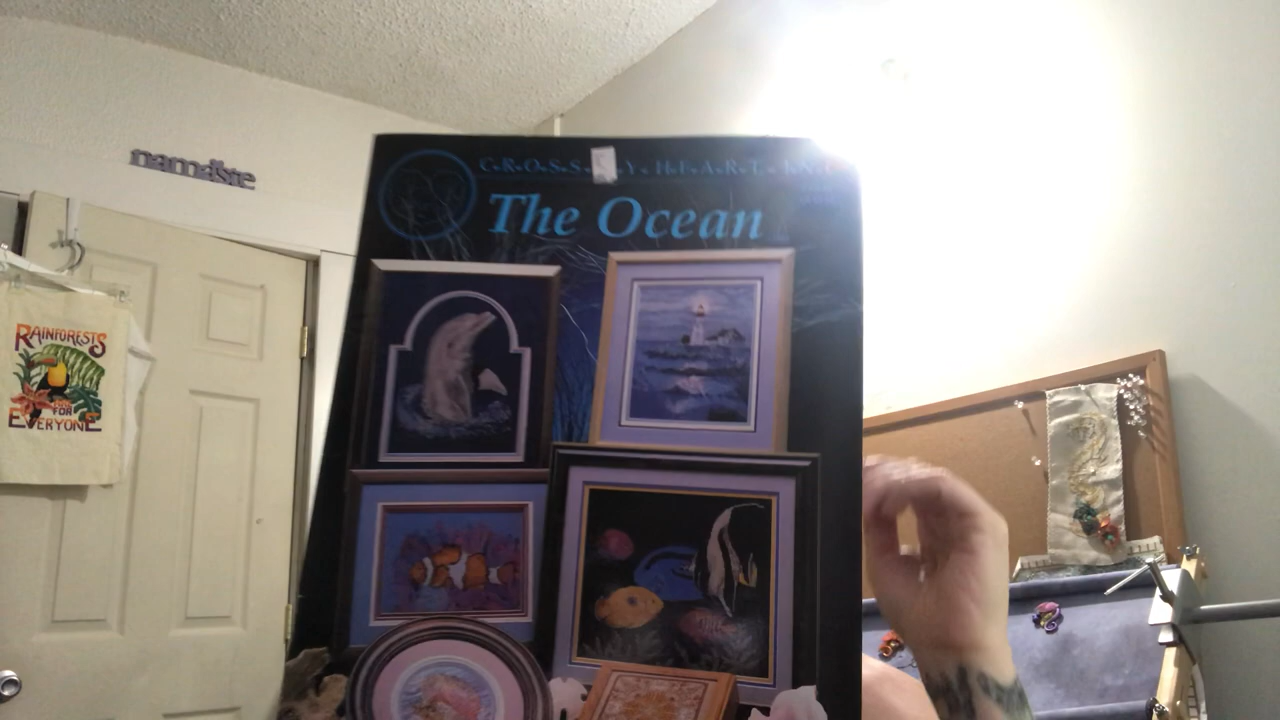 namaste
C•R•O•S•S M•Y H•E•A•R•T, I•N•C
The Ocean
RAINFORESTS
FOR
EVERYONE